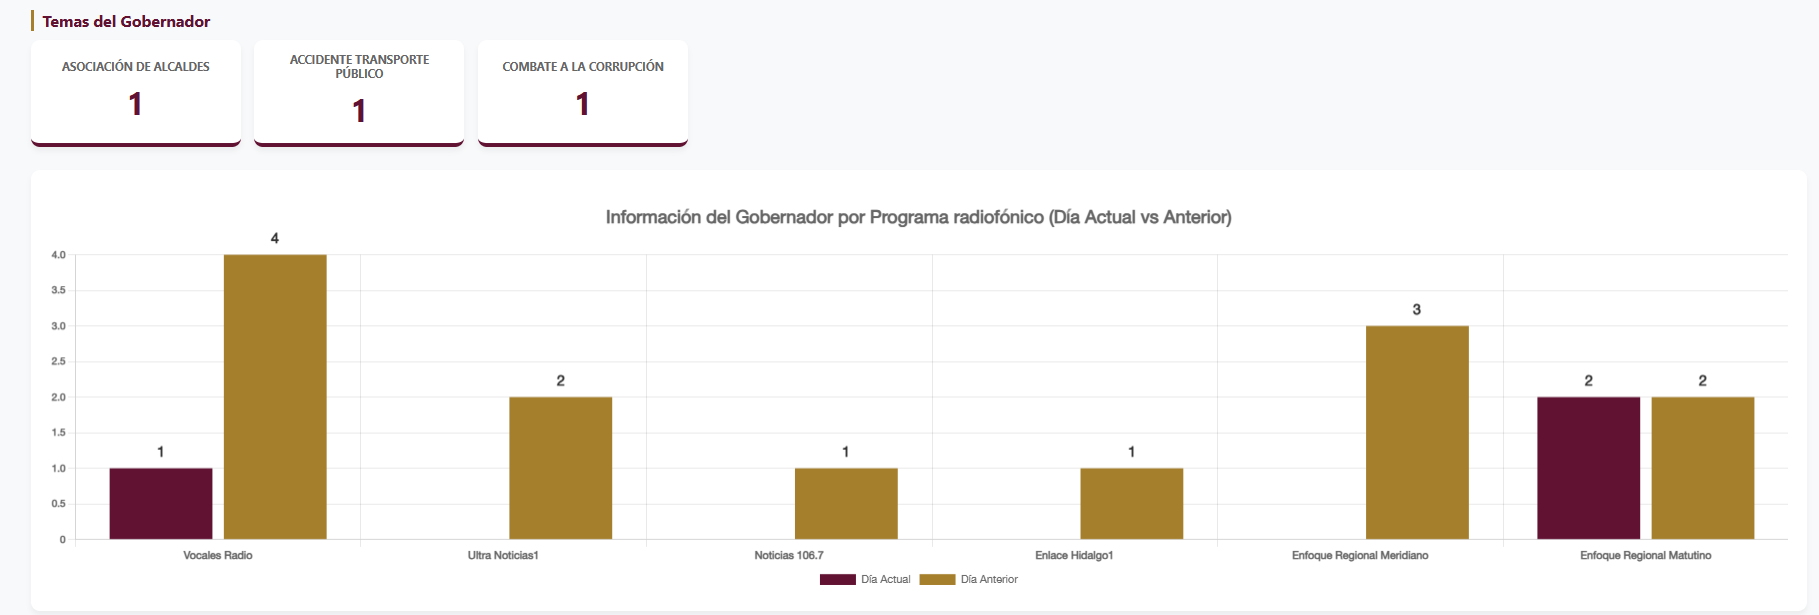 Temas del Gobernador
ASOCIACIÓN DE ALCALDES
1
ACCIDENTE TRANSPORTE
PÚBLICO
1
COMBATE A LA CORRUPCIÓN
1
Información del Gobernador por Programa radiofónico (Día Actual vs Anterior)
4.0
3.5
3.0
2.5
2.0
1.5
1.0
0.5
0
1
4
2
1
1
3
2
2
Vocales Radio
Ultra Noticias1
Noticias 106.7
Enlace Hidalgo1
Enfoque Regional Meridiano
Enfoque Regional Matutino
Día Actual
Día Anterior